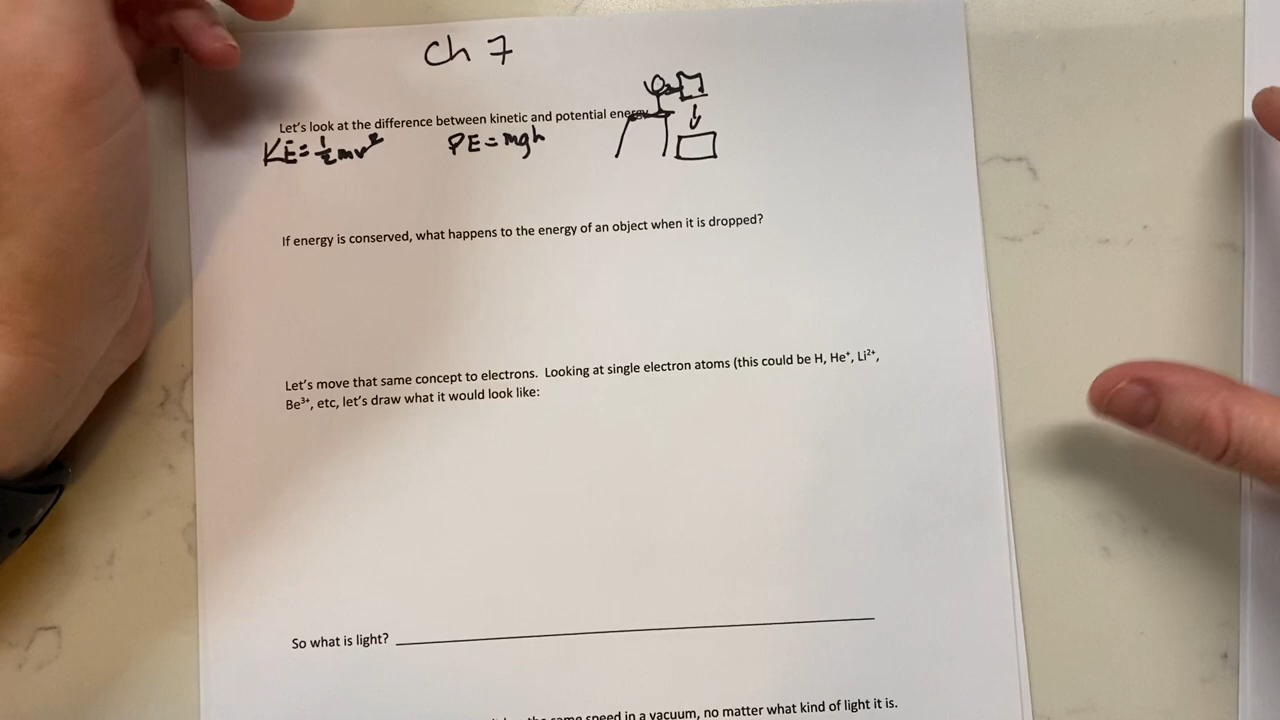 Ch 7
Let's look at the difference between kinetic and potential energy
KE = ½mv² PE = mgh
If energy is conserved, what happens to the energy of an object when it is dropped?
Let's move that same concept to electrons. Looking at single electron atoms (this could be H, He⁺, Li²⁺,
Be³⁺, etc, let's draw what it would look like:
So what is light?
the same speed in a vacuum, no matter what kind of light it is.